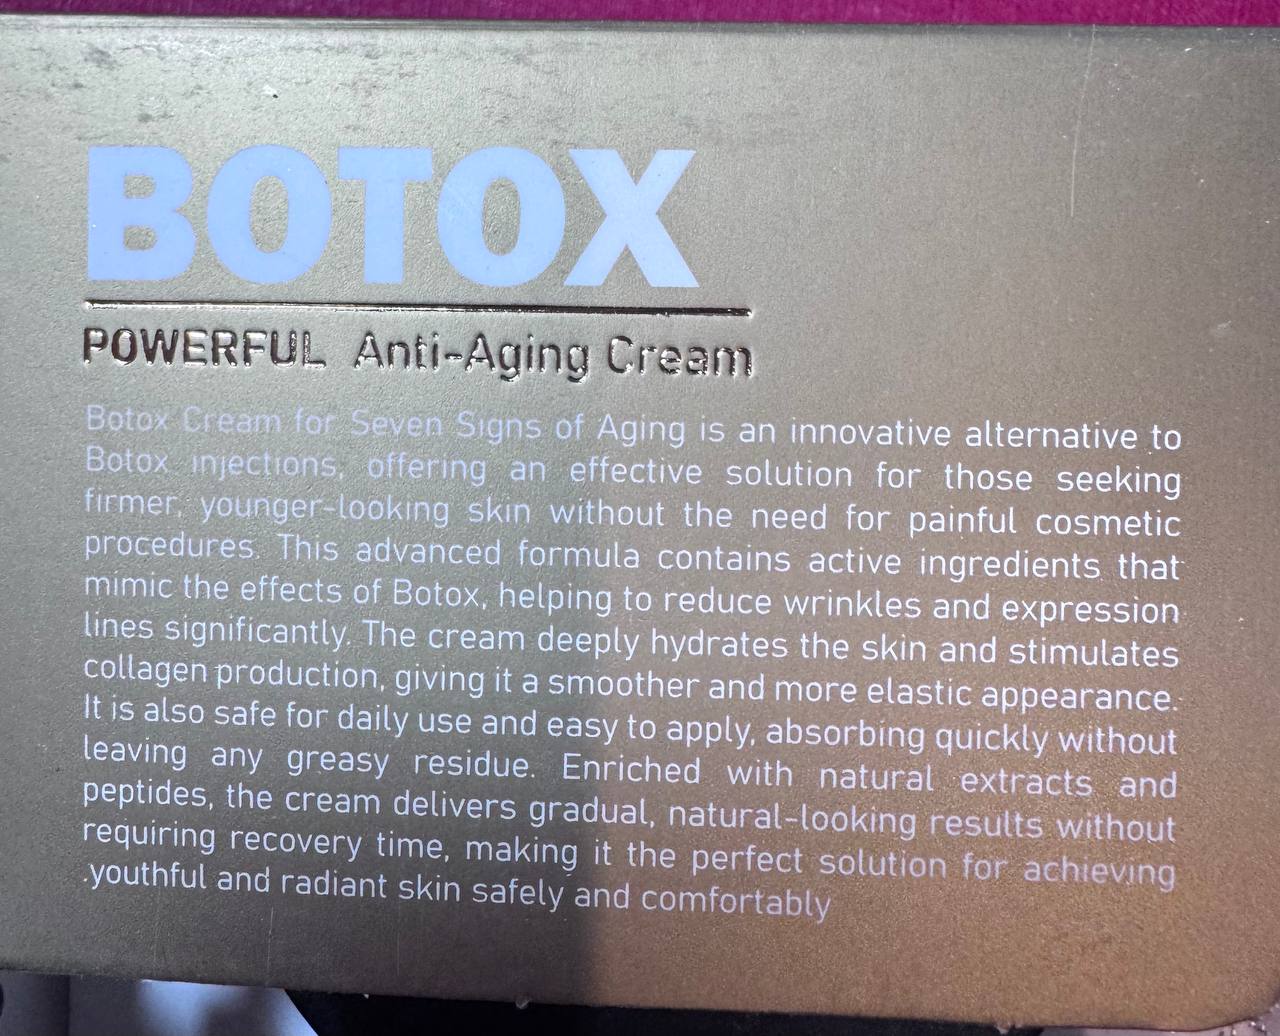 BOTOX
POWERFUL Anti-Aging Cream
Botox Cream for Seven Signs of Aging is an innovative alternative to
Botox injections, offering an effective solution for those seeking
firmer, younger-looking skin without the need for painful cosmetic
procedures. This advanced formula contains active ingredients that
mimic the effects of Botox, helping to reduce wrinkles and expression
lines significantly. The cream deeply hydrates the skin and stimulates
collagen production, giving it a smoother and more elastic appearance.
It is also safe for daily use and easy to apply, absorbing quickly without
leaving any greasy residue. Enriched with natural extracts and
peptides, the cream delivers gradual, natural-looking results without
requiring recovery time, making it the perfect solution for achieving
.youthful and radiant skin safely and comfortably